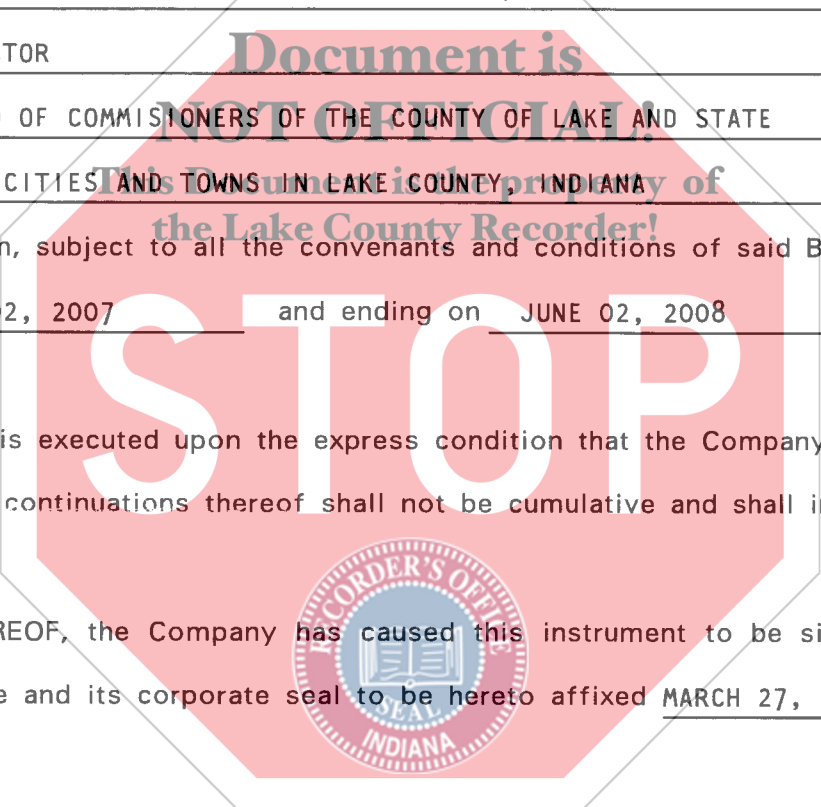 Document is
CTOR
NOT OFFICIAL!
OF COMMISIONERS OF THE COUNTY OF LAKE AND STATE
This Document is the property of
CITIES AND TOWNS IN LAKE COUNTY, INDIANA
the Lake County Recorder!
subject to all the convenants and conditions of said B
2, 2007 and ending on JUNE 02, 2008
STOP
is executed upon the express condition that the Company
continuations thereof shall not be cumulative and shall i
RECORDER'S OFFICE
REOF, the Company has caused this instrument to be si
e and its corporate seal to be hereto affixed MARCH 27,
SEAL
INDIANA